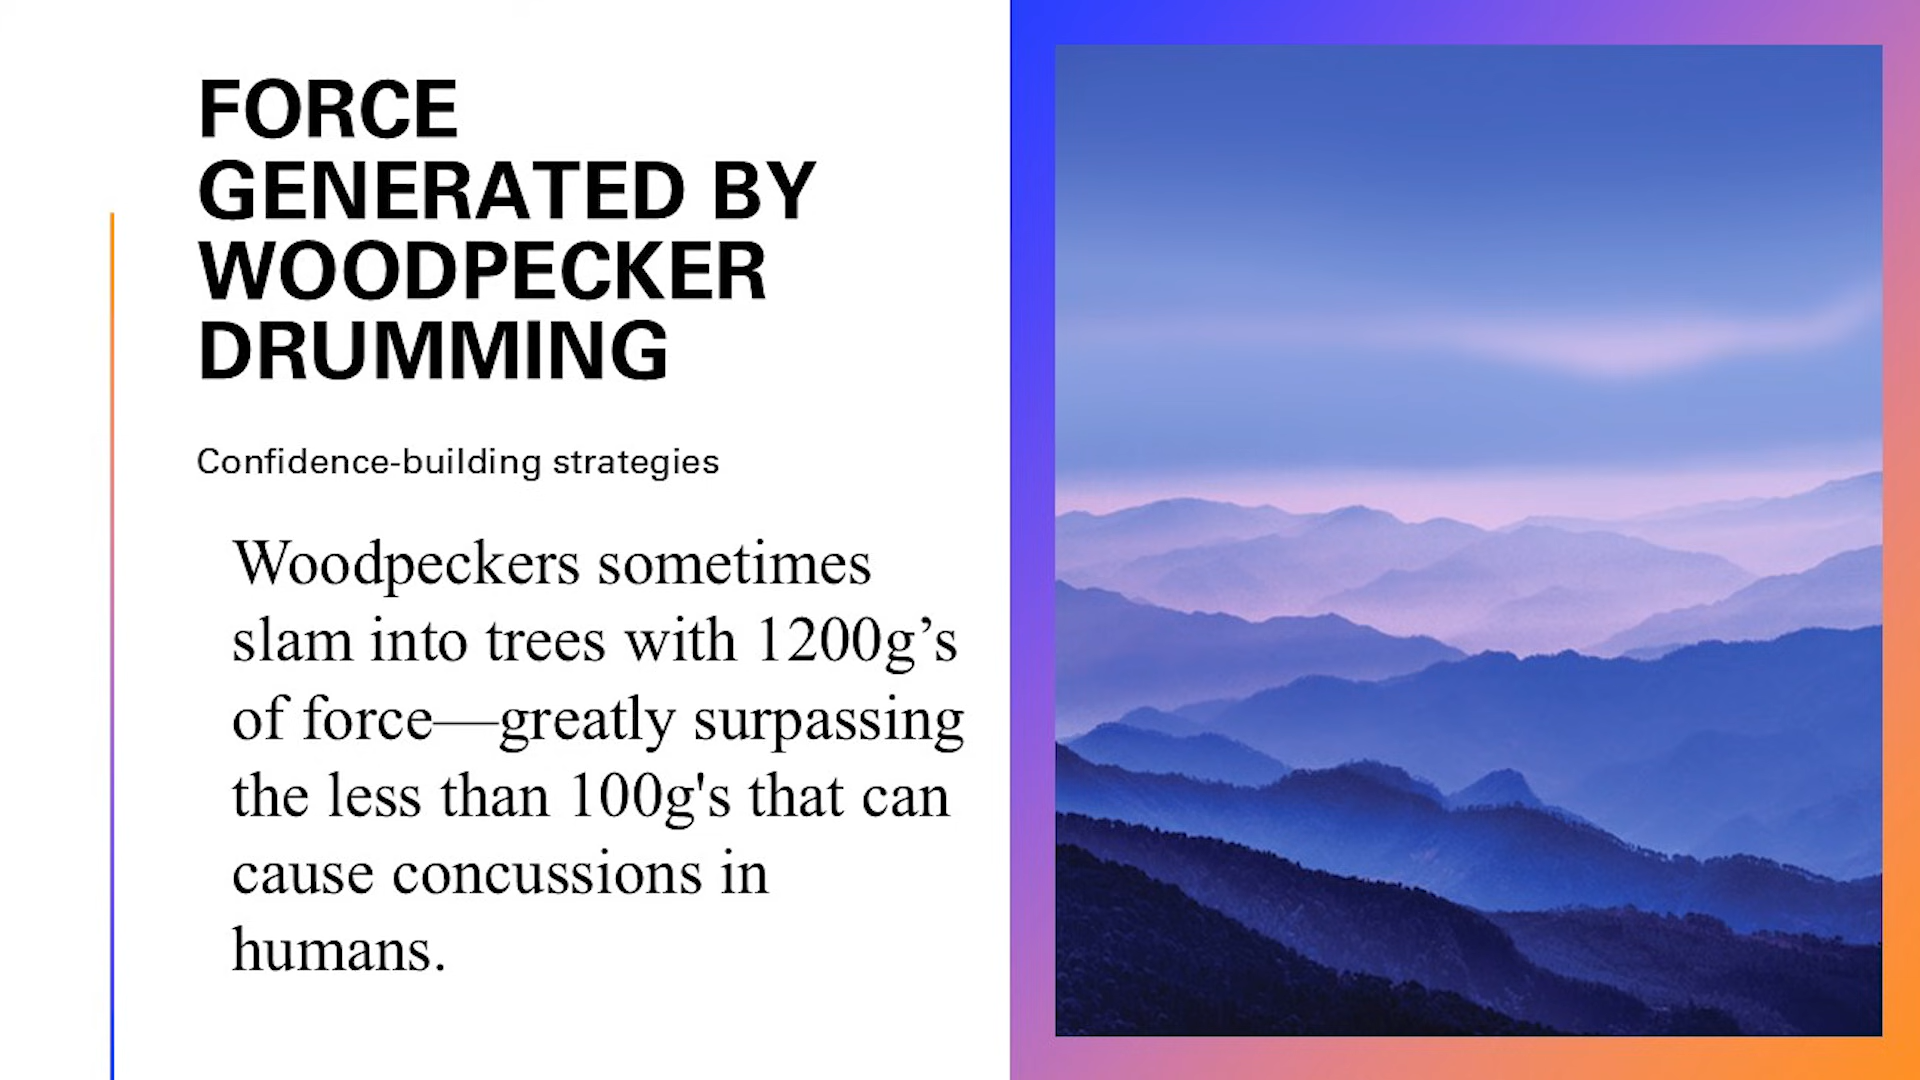 FORCE
GENERATED BY
WOODPECKER
DRUMMING
Confidence-building strategies
Woodpeckers sometimes
slam into trees with 1200g’s
of force—greatly surpassing
the less than 100g's that can
cause concussions in
humans.